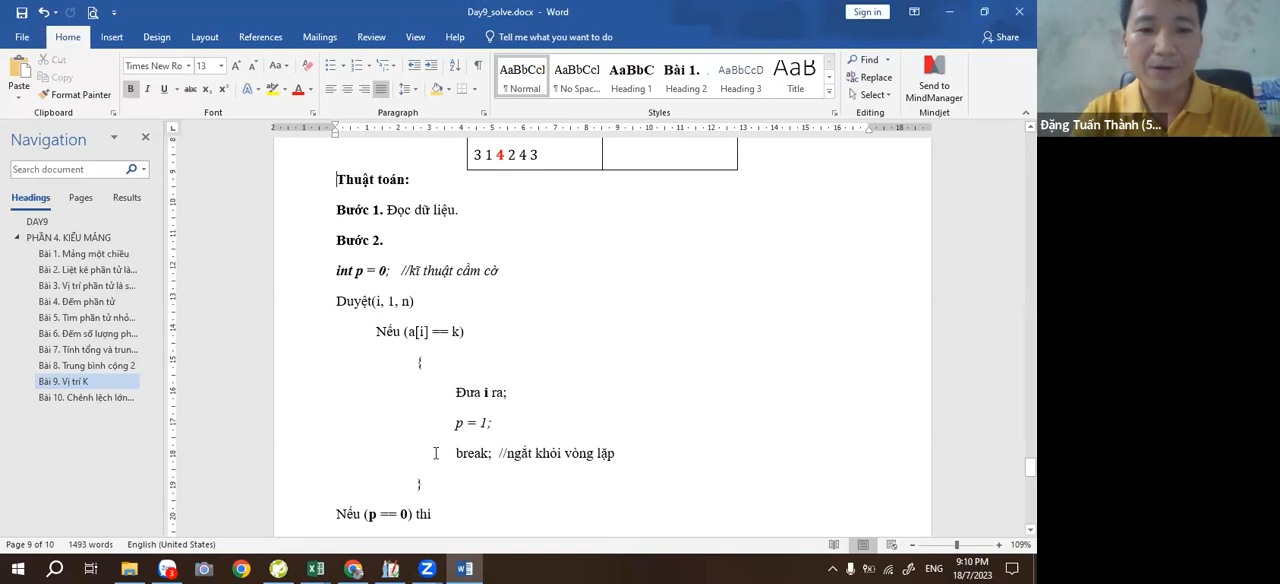 Day9_solve.docx - Word
Sign in
File Home Insert Design Layout References Mailings Review View Help Tell me what you want to do Share
Paste
Cut
Copy
Format Painter
Clipboard
Times New Ro 13
Font
Paragraph
AaBbCcI AaBbCcI AaBbC Bài 1. AaBbCcD AaB
¶ Normal ¶ No Spac... Heading 1 Heading 2 Heading 3 Title
Styles
Find
Replace
Select
Editing
Send to
MindManager
Mindjet
Đặng Tuấn Thành (5...
Navigation
Search document
Headings Pages Results
DAY9
PHẦN 4. KIỂU MẢNG
Bài 1. Mảng một chiều
Bài 2. Liệt kê phần tử là...
Bài 3. Vị trí phần tử là s...
Bài 4. Đếm phần tử
Bài 5. Tìm phần tử nhỏ...
Bài 6. Đếm số lượng ph...
Bài 7. Tính tổng và trun...
Bài 8. Trung bình cộng 2
Bài 9. Vị trí K
Bài 10. Chênh lệch lớn...
3 1 4 2 4 3
Thuật toán:
Bước 1. Đọc dữ liệu.
Bước 2.
int p = 0; //kĩ thuật cầm cờ
Duyệt(i, 1, n)
Nếu (a[i] == k)
{
Đưa i ra;
p = 1;
break; //ngắt khỏi vòng lặp
}
Nếu (p == 0) thì
Page 9 of 10 1493 words English (United States) 109%
ENG
9:10 PM
18/7/2023